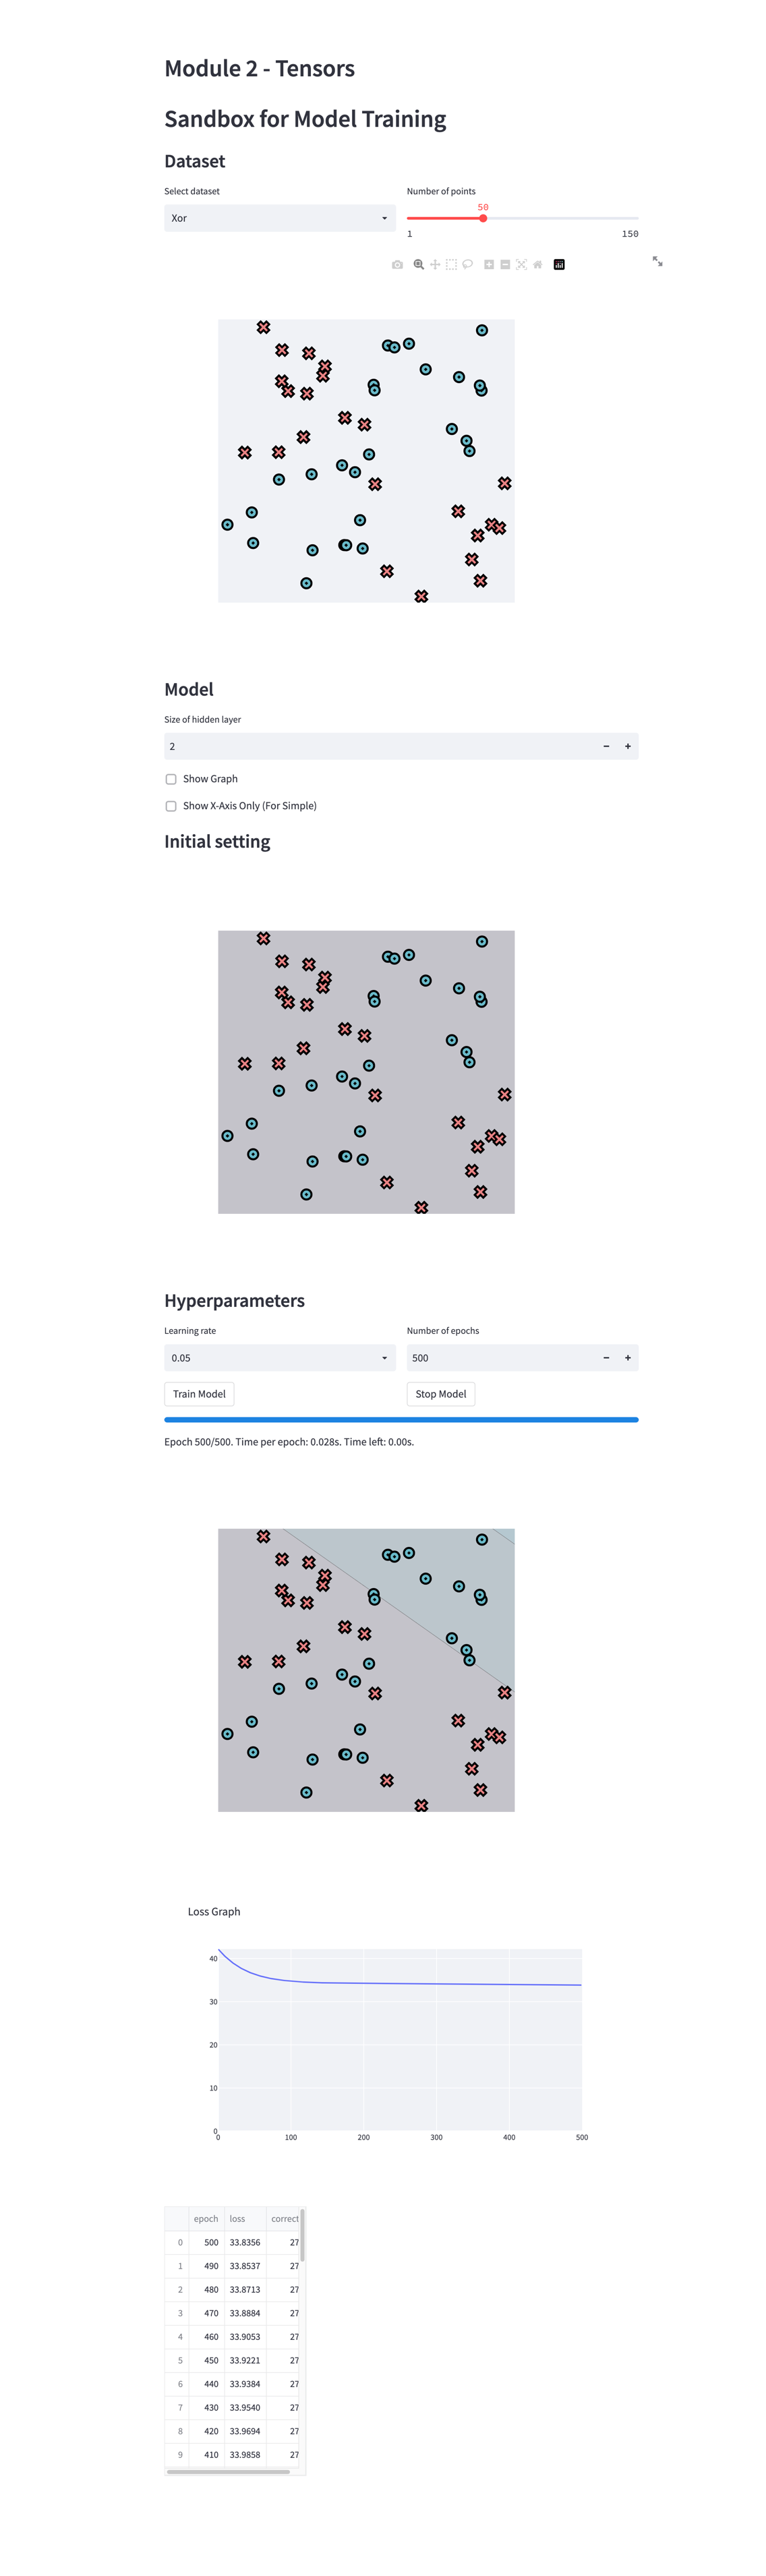 Module 2 - Tensors
Sandbox for Model Training
Dataset
Select dataset
Number of points
Xor
50
1
150
Model
Size of hidden layer
2
Show Graph
Show X-Axis Only (For Simple)
Initial setting
Hyperparameters
Learning rate
Number of epochs
0.05
500
Train Model
Stop Model
Epoch 500/500. Time per epoch: 0.028s. Time left: 0.00s.
Loss Graph
40
30
20
10
0
0 100 200 300 400 500
epoch loss correct
0 500 33.8356 27
1 490 33.8537 27
2 480 33.8713 27
3 470 33.8884 27
4 460 33.9053 27
5 450 33.9221 27
6 440 33.9384 27
7 430 33.9540 27
8 420 33.9694 27
9 410 33.9858 27